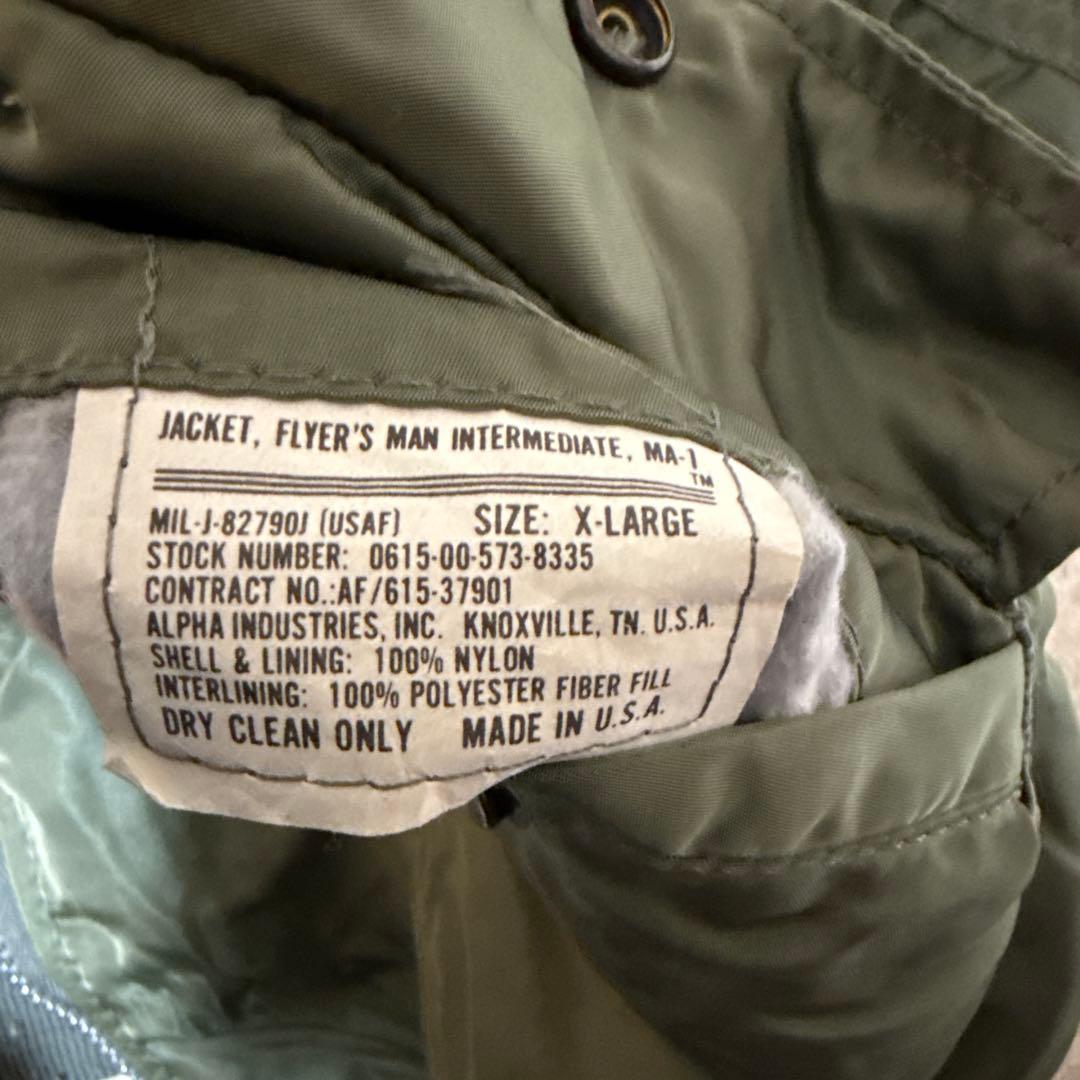 JACKET, FLYER'S MAN INTERMEDIATE, MA-1™
MIL-J-82790J (USAF) SIZE: X-LARGE
STOCK NUMBER: 0615-00-573-8335
CONTRACT NO.:AF/615-37901
ALPHA INDUSTRIES, INC. KNOXVILLE, TN. U.S.A.
SHELL & LINING: 100% NYLON
INTERLINING: 100% POLYESTER FIBER FILL
DRY CLEAN ONLY MADE IN U.S.A.